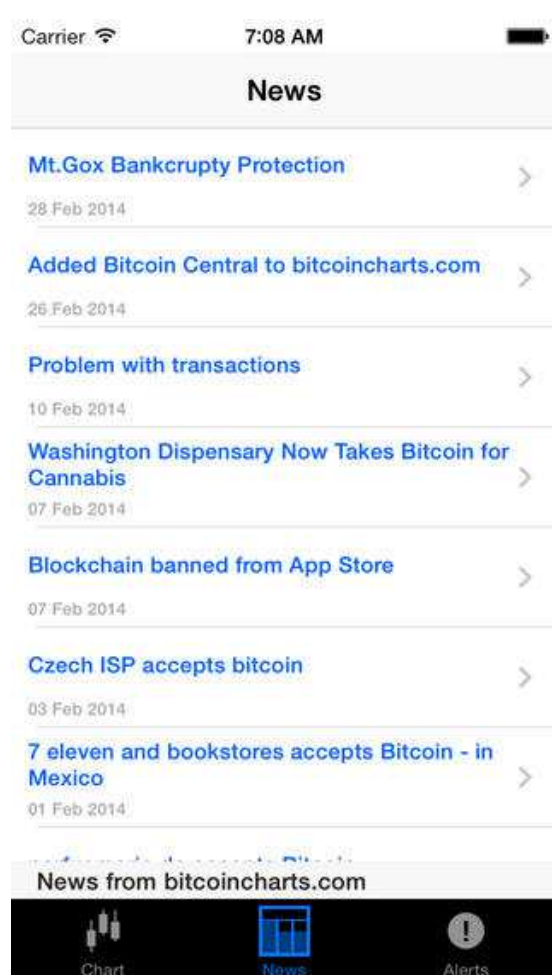 Carrier 7:08 AM
News
Mt.Gox Bankcrupty Protection
28 Feb 2014
Added Bitcoin Central to bitcoincharts.com
26 Feb 2014
Problem with transactions
10 Feb 2014
Washington Dispensary Now Takes Bitcoin for
Cannabis
07 Feb 2014
Blockchain banned from App Store
07 Feb 2014
Czech ISP accepts bitcoin
03 Feb 2014
7 eleven and bookstores accepts Bitcoin - in
Mexico
01 Feb 2014
News from bitcoincharts.com
Chart News Alerts